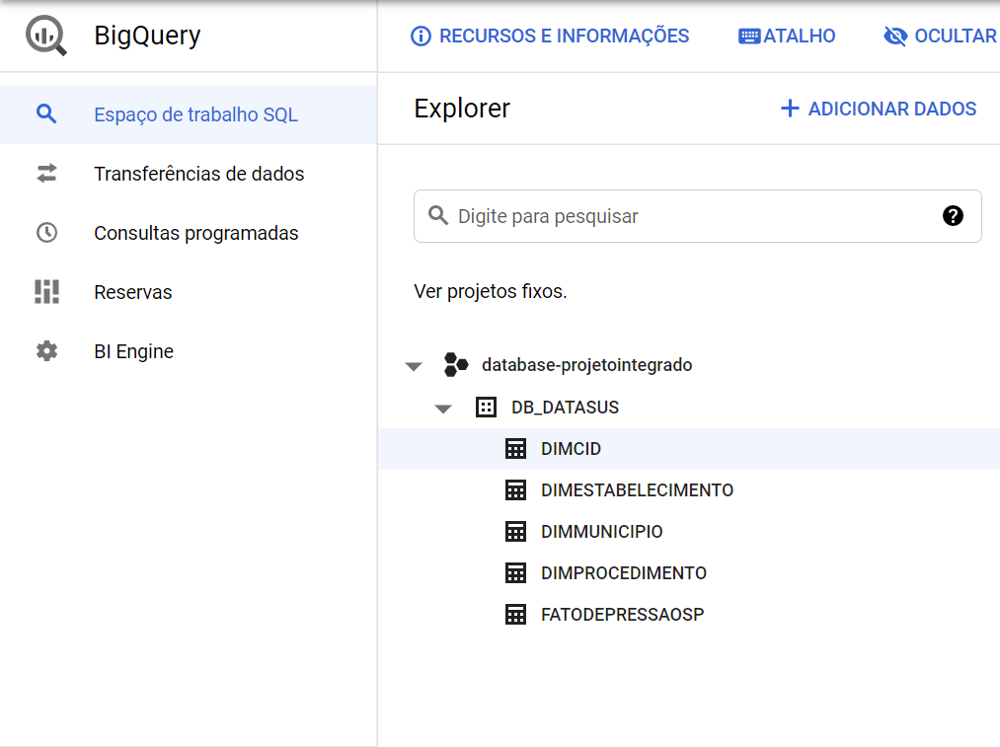 BigQuery
Espaço de trabalho SQL
Transferências de dados
Consultas programadas
Reservas
BI Engine
RECURSOS E INFORMAÇÕES
ATALHO
OCULTAR
Explorer
ADICIONAR DADOS
Digite para pesquisar
Ver projetos fixos.
database-projetointegrado
DB_DATASUS
DIMCID
DIMESTABELECIMENTO
DIMMUNICIPIO
DIMPROCEDIMENTO
FATODEPRESSAOSP